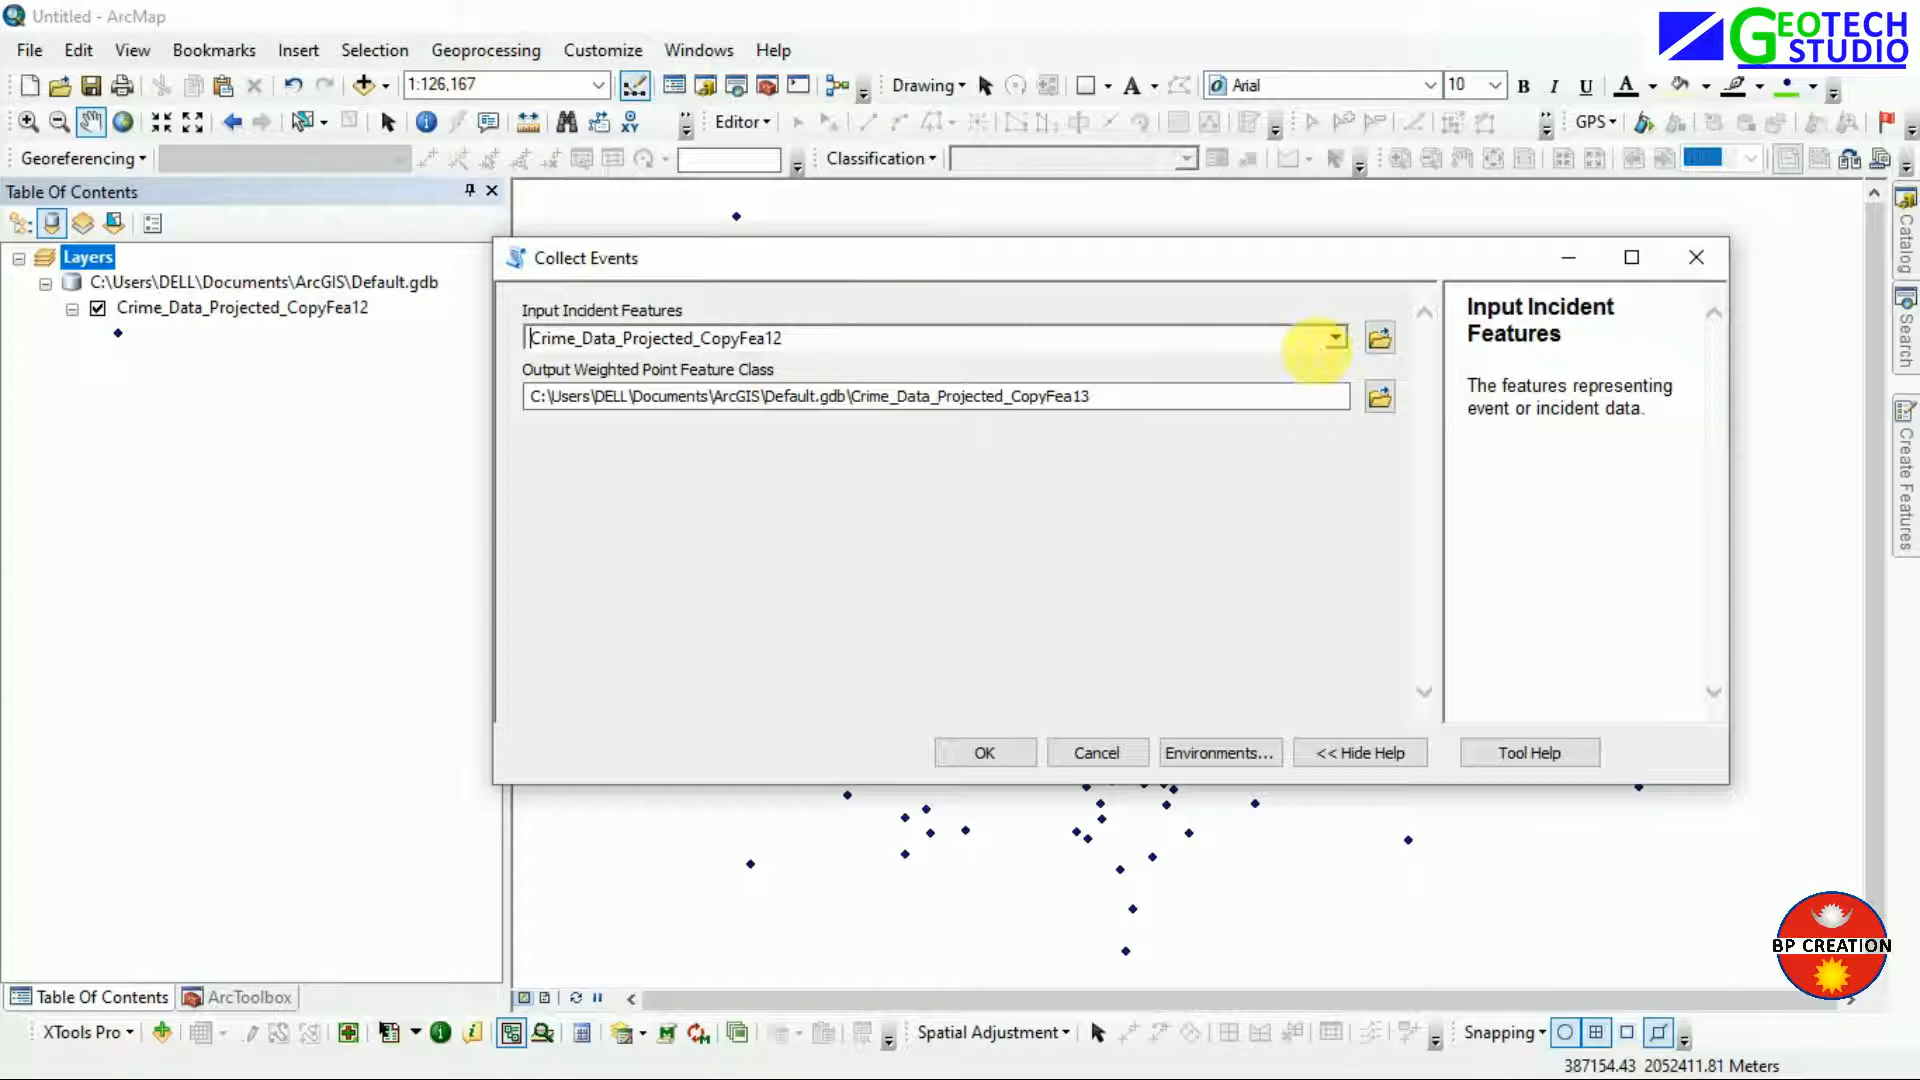 Untitled - ArcMap
GEOTECH
STUDIO
File Edit View Bookmarks Insert Selection Geoprocessing Customize Windows Help
1:126,167
Drawing
A
Arial
10
B I U A
XY
Editor
GPS
Georeferencing
Classification
Table Of Contents
Catalog
Layers
C:\Users\DELL\Documents\ArcGIS\Default.gdb
Crime_Data_Projected_CopyFea12
Collect Events
Input Incident Features
Crime_Data_Projected_CopyFea12
Output Weighted Point Feature Class
C:\Users\DELL\Documents\ArcGIS\Default.gdb\Crime_Data_Projected_CopyFea13
Input Incident
Features
The features representing
event or incident data.
Search
Create Features
OK
Cancel
Environments...
<< Hide Help
Tool Help
BP CREATION
Table Of Contents
ArcToolbox
XTools Pro
Spatial Adjustment
Snapping
387154.43 2052411.81 Meters